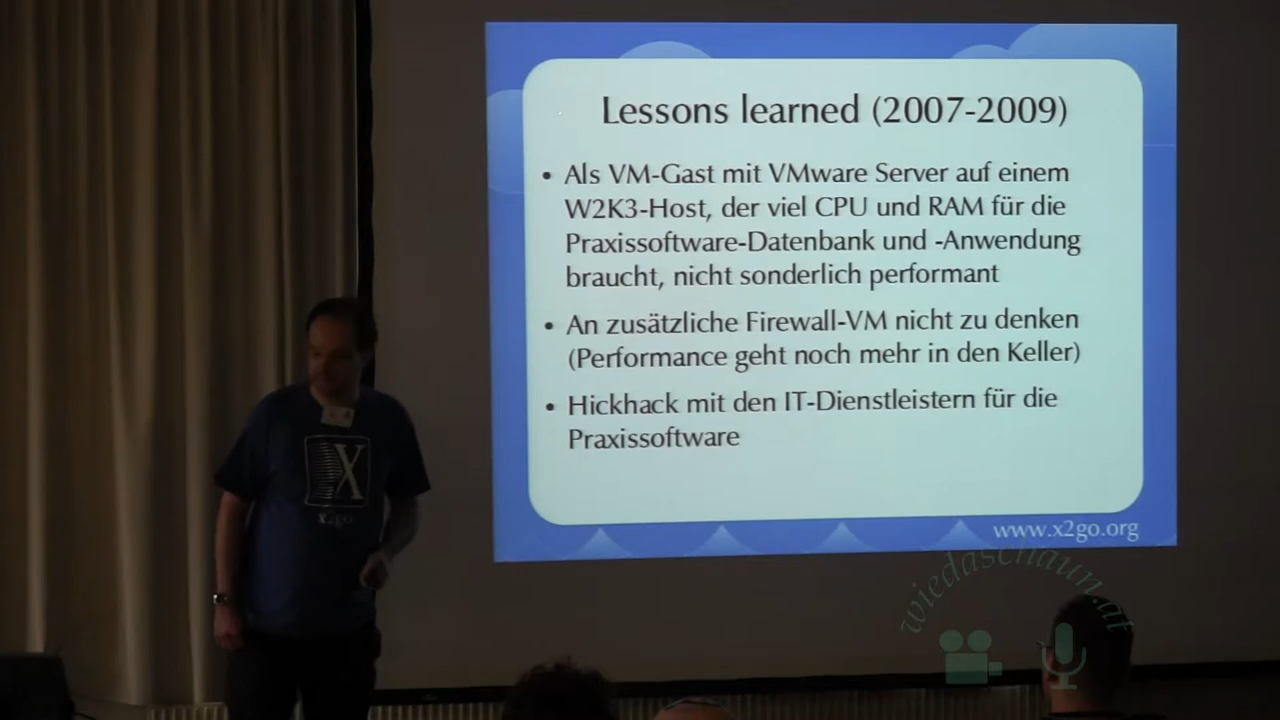 Lessons learned (2007-2009)
• Als VM-Gast mit VMware Server auf einem
W2K3-Host, der viel CPU und RAM für die
Praxissoftware-Datenbank und -Anwendung
braucht, nicht sonderlich performant
• An zusätzliche Firewall-VM nicht zu denken
(Performance geht noch mehr in den Keller)
• Hickhack mit den IT-Dienstleistern für die
Praxissoftware
www.x2go.org
X
x2go
wiedaschaun.at